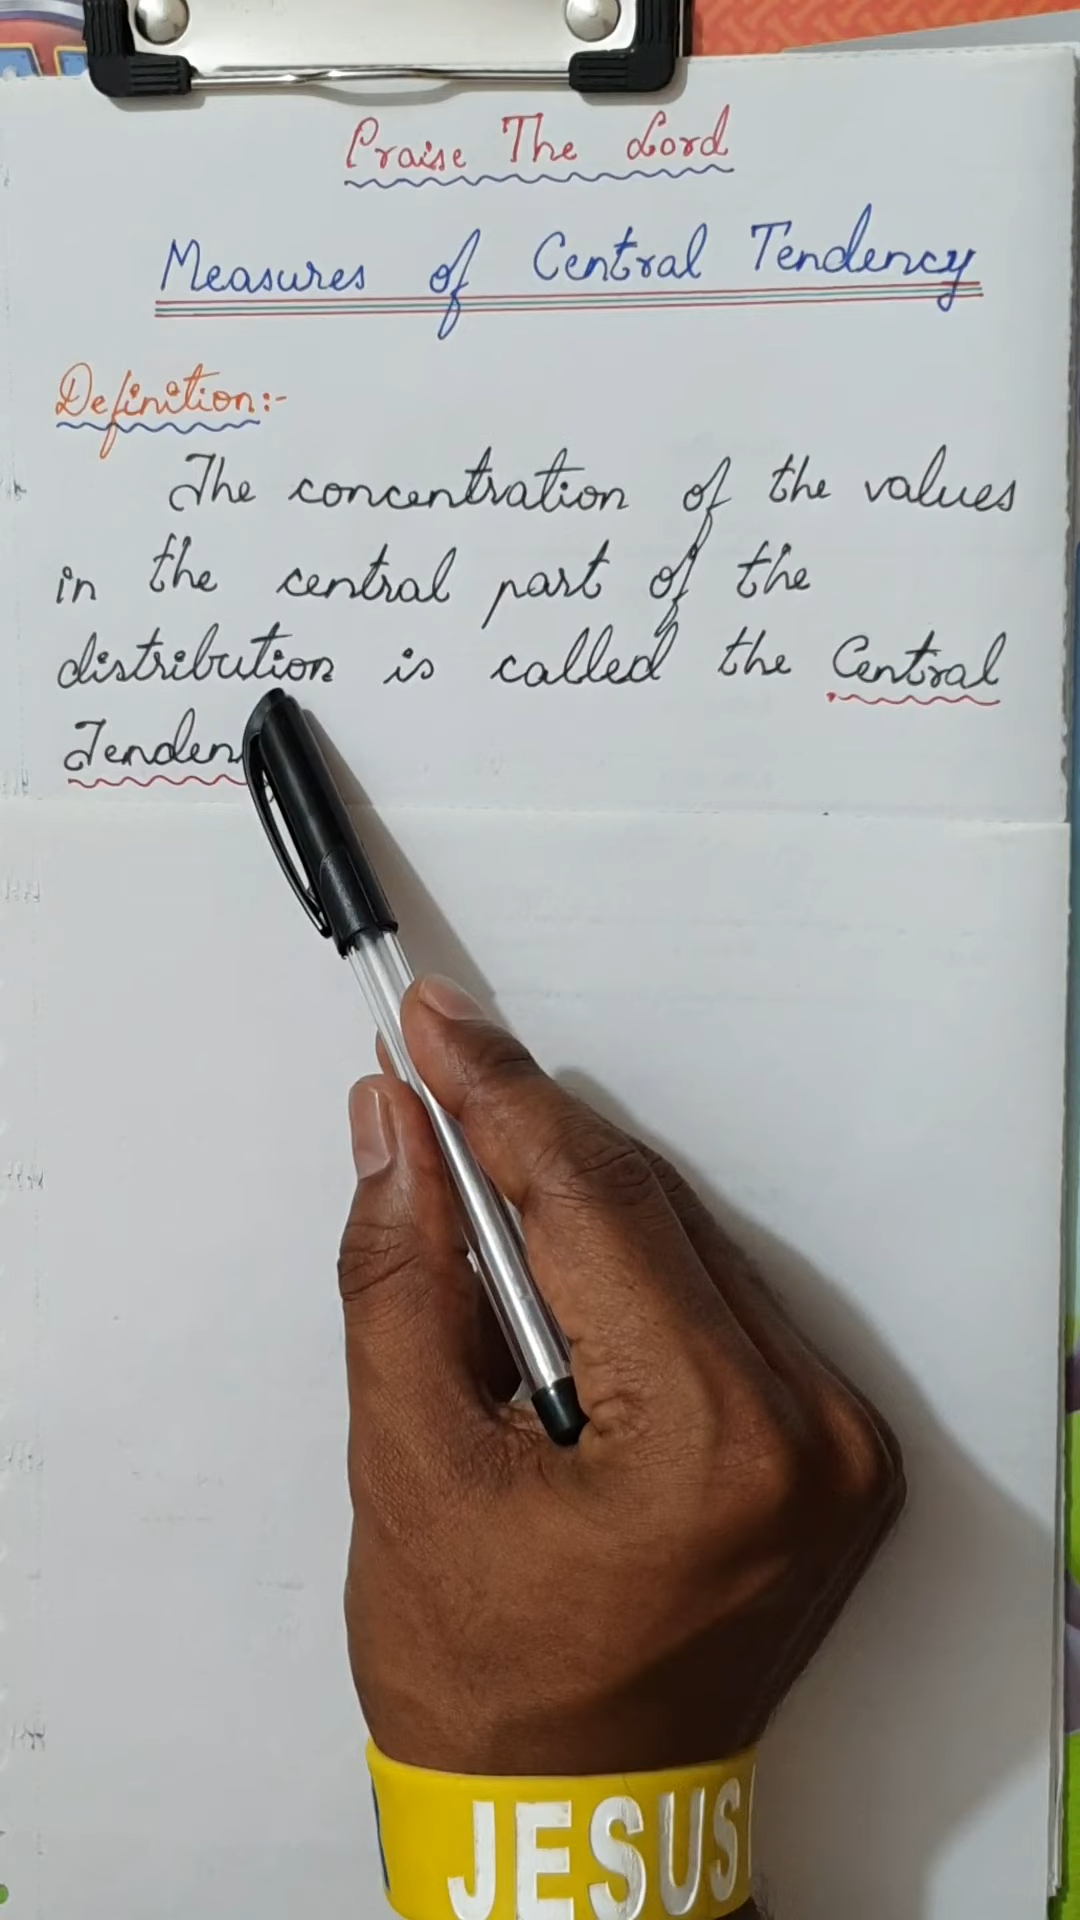 Praise The Lord
Measures of Central Tendency
Definition:-
The concentration of the values
in the central part of the
distribution is called the Central
JESUS